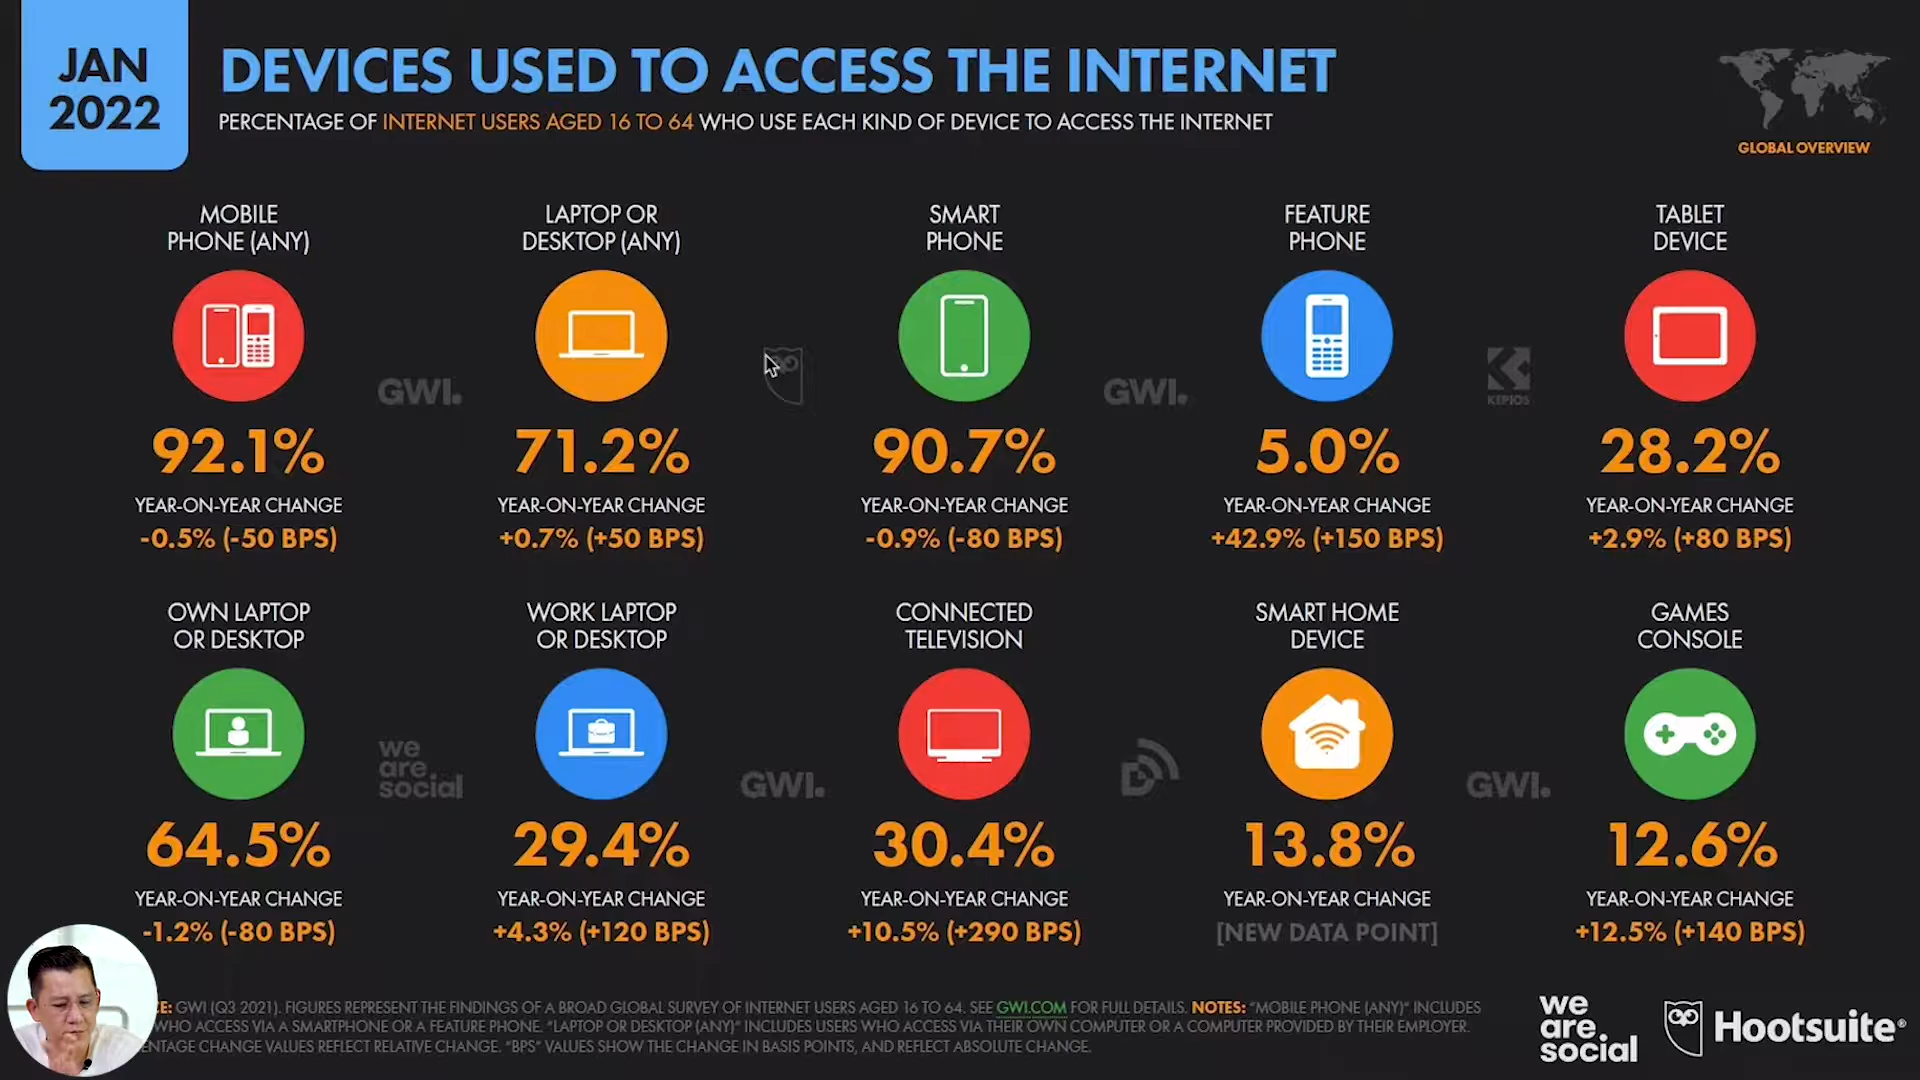 JAN
2022
DEVICES USED TO ACCESS THE INTERNET
PERCENTAGE OF INTERNET USERS AGED 16 TO 64 WHO USE EACH KIND OF DEVICE TO ACCESS THE INTERNET
GLOBAL OVERVIEW
MOBILE
PHONE (ANY)
92.1%
YEAR-ON-YEAR CHANGE
-0.5% (-50 BPS)
LAPTOP OR
DESKTOP (ANY)
71.2%
YEAR-ON-YEAR CHANGE
+0.7% (+50 BPS)
SMART
PHONE
90.7%
YEAR-ON-YEAR CHANGE
-0.9% (-80 BPS)
FEATURE
PHONE
5.0%
YEAR-ON-YEAR CHANGE
+42.9% (+150 BPS)
TABLET
DEVICE
28.2%
YEAR-ON-YEAR CHANGE
+2.9% (+80 BPS)
GWI.
GWI.
KEPIOS
OWN LAPTOP
OR DESKTOP
64.5%
YEAR-ON-YEAR CHANGE
-1.2% (-80 BPS)
WORK LAPTOP
OR DESKTOP
29.4%
YEAR-ON-YEAR CHANGE
+4.3% (+120 BPS)
CONNECTED
TELEVISION
30.4%
YEAR-ON-YEAR CHANGE
+10.5% (+290 BPS)
SMART HOME
DEVICE
13.8%
YEAR-ON-YEAR CHANGE
[NEW DATA POINT]
GAMES
CONSOLE
12.6%
YEAR-ON-YEAR CHANGE
+12.5% (+140 BPS)
we
are
social
GWI.
GWI.
GWI (Q3 2021). FIGURES REPRESENT THE FINDINGS OF A BROAD GLOBAL SURVEY OF INTERNET USERS AGED 16 TO 64. SEE GWI.COM FOR FULL DETAILS. NOTES: "MOBILE PHONE (ANY)" INCLUDES
WHO ACCESS VIA A SMARTPHONE OR A FEATURE PHONE. "LAPTOP OR DESKTOP (ANY)" INCLUDES USERS WHO ACCESS VIA THEIR OWN COMPUTER OR A COMPUTER PROVIDED BY THEIR EMPLOYER.
CHANGE VALUES REFLECT RELATIVE CHANGE. "BPS" VALUES SHOW THE CHANGE IN BASIS POINTS, AND REFLECT ABSOLUTE CHANGE.
we
are
social
Hootsuite®